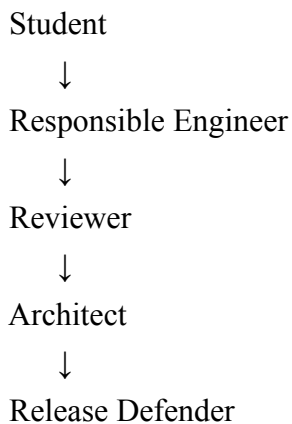 Student
↓
Responsible Engineer
↓
Reviewer
↓
Architect
↓
Release Defender